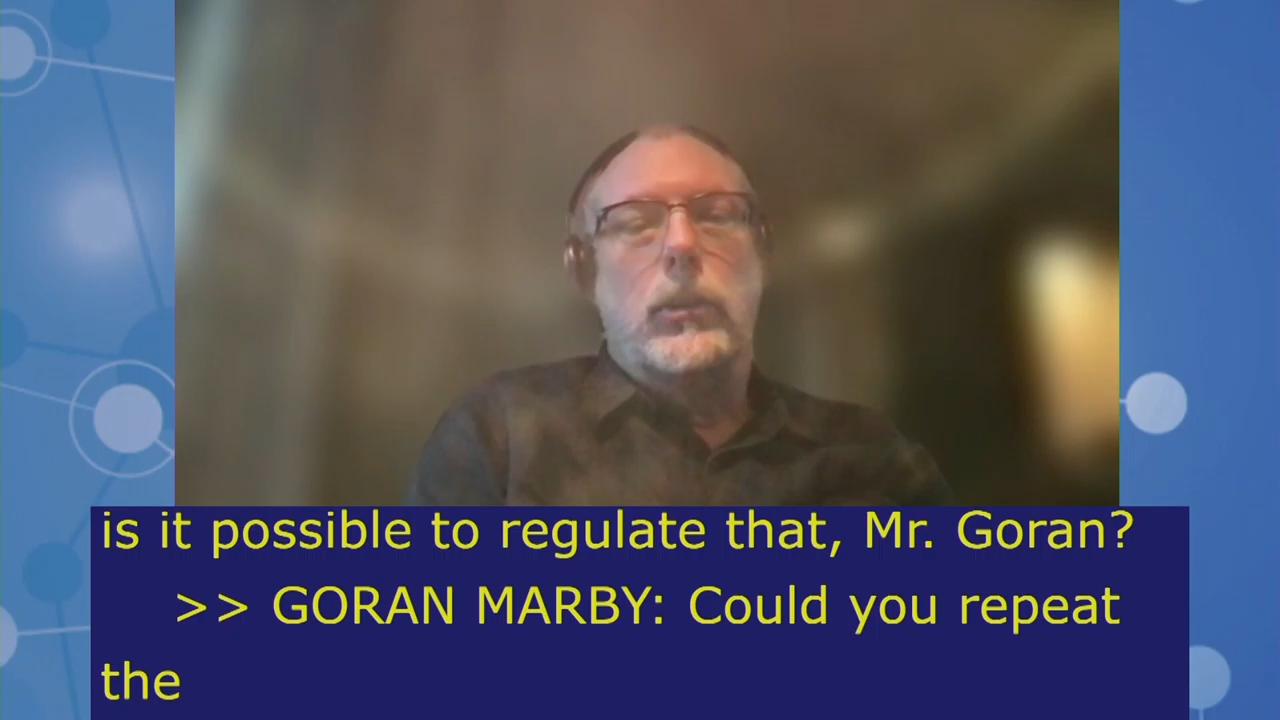 is it possible to regulate that, Mr. Goran?
>> GORAN MARBY: Could you repeat
the